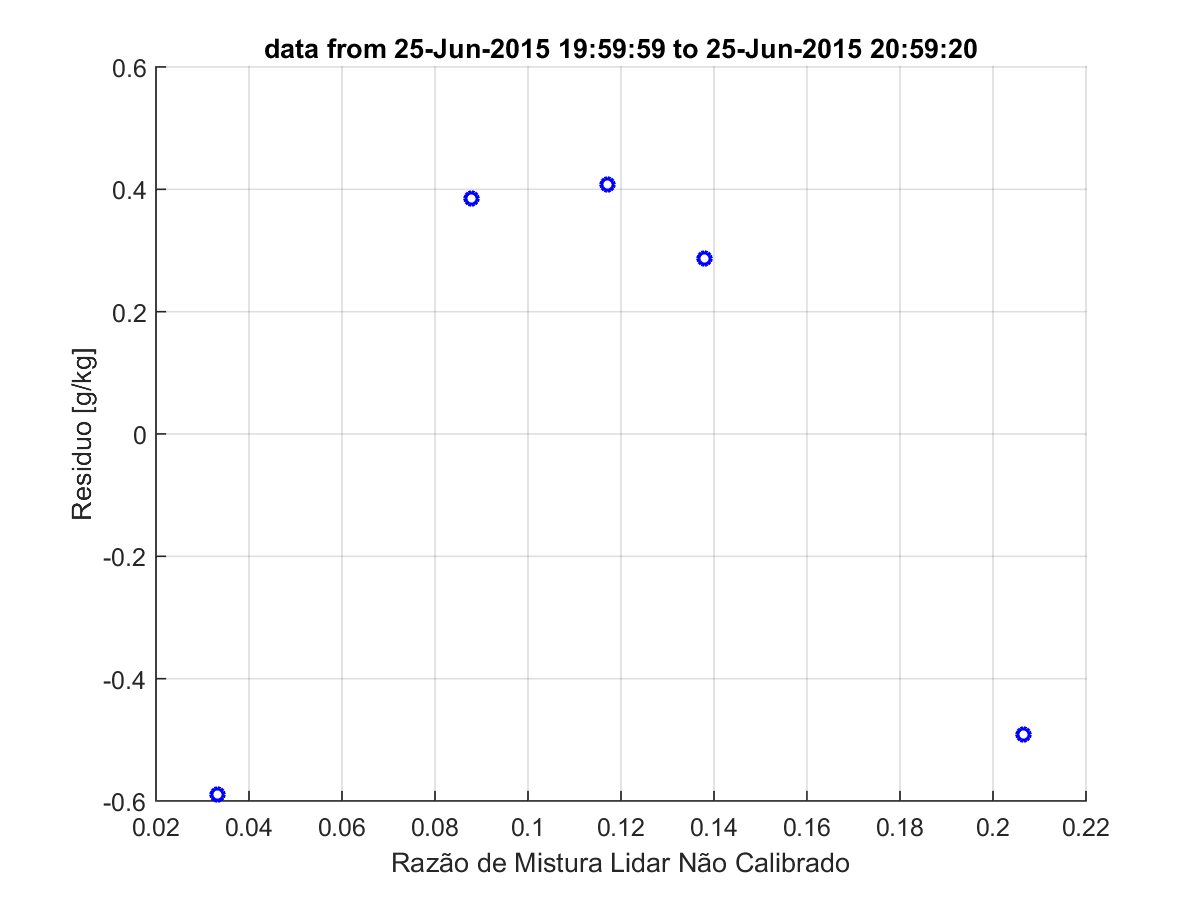 data from 25-Jun-2015 19:59:59 to 25-Jun-2015 20:59:20
0.6
0.4
0.2
0
-0.2
-0.4
-0.6
Residuo [g/kg]
0.02 0.04 0.06 0.08 0.1 0.12 0.14 0.16 0.18 0.2 0.22
Razão de Mistura Lidar Não Calibrado